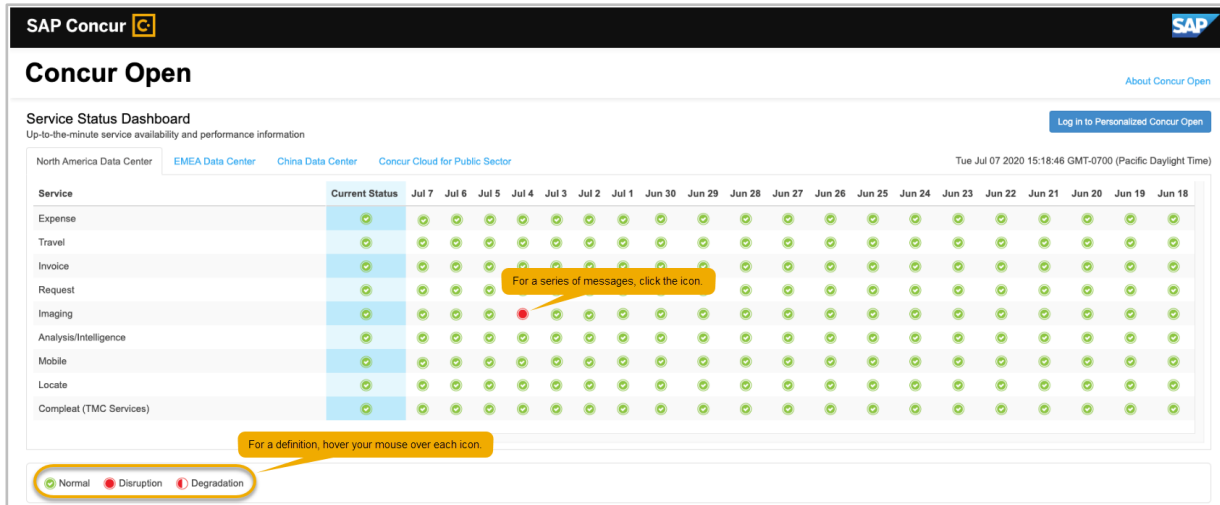 SAP Concur C.
SAP
Concur Open
About Concur Open
Service Status Dashboard
Up-to-the-minute service availability and performance information
Log in to Personalized Concur Open
North America Data Center EMEA Data Center China Data Center Concur Cloud for Public Sector Tue Jul 07 2020 15:18:46 GMT-0700 (Pacific Daylight Time)
Service Current Status Jul 7 Jul 6 Jul 5 Jul 4 Jul 3 Jul 2 Jul 1 Jun 30 Jun 29 Jun 28 Jun 27 Jun 26 Jun 25 Jun 24 Jun 23 Jun 22 Jun 21 Jun 20 Jun 19 Jun 18
Expense
Travel
Invoice
For a series of messages, click the icon.
Request
Imaging
Analysis/Intelligence
Mobile
Locate
Compleat (TMC Services)
For a definition, hover your mouse over each icon.
Normal Disruption Degradation